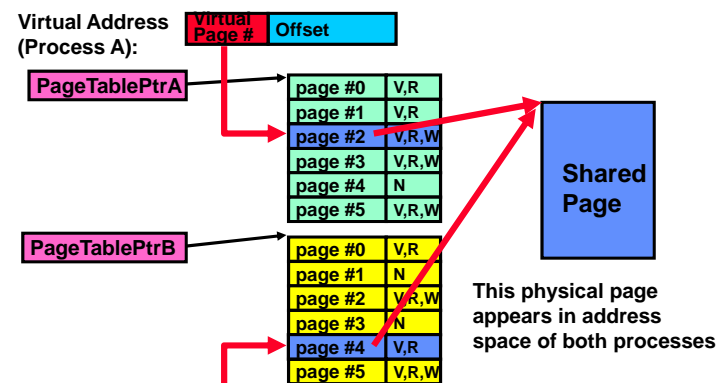 Virtual Address
(Process A):
Virtual
Page #
Offset
PageTablePtrA
page #0 V,R
page #1 V,R
page #2 V,R,W
page #3 V,R,W
page #4 N
page #5 V,R,W
Shared
Page
PageTablePtrB
page #0 V,R
page #1 N
page #2 V,R,W
page #3 N
page #4 V,R
page #5 V,R,W
This physical page
appears in address
space of both processes